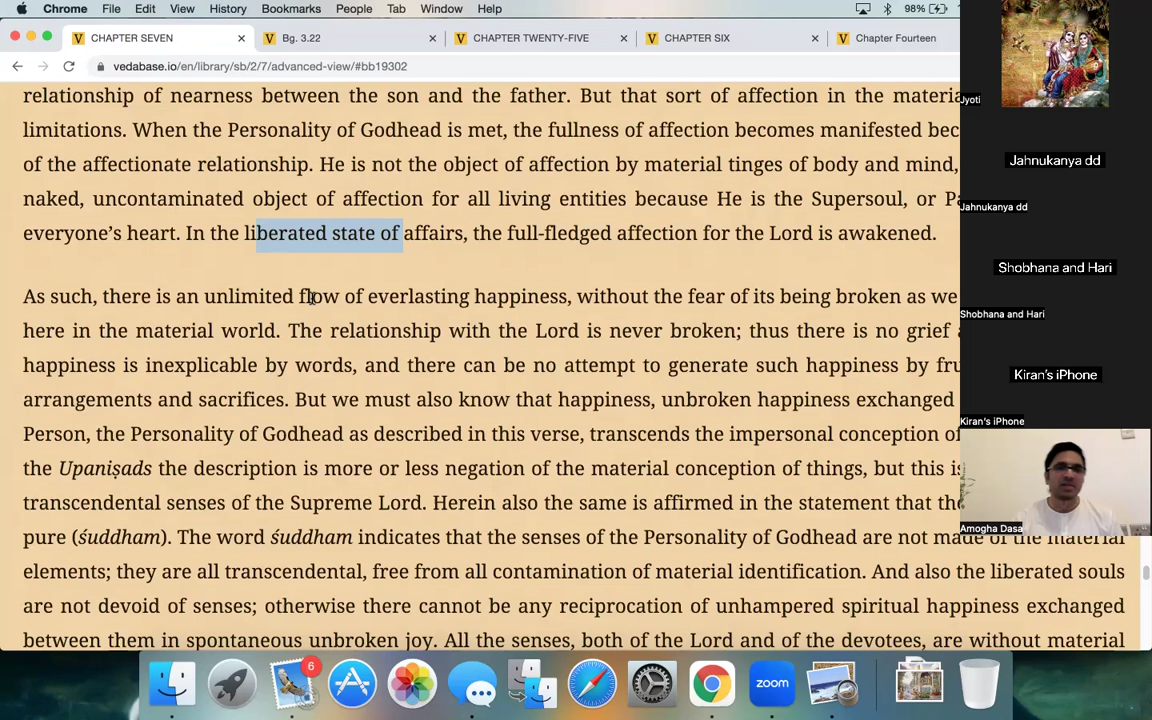 Chrome File Edit View History Bookmarks People Tab Window Help 98%
CHAPTER SEVEN Bg. 3.22 CHAPTER TWENTY-FIVE CHAPTER SIX Chapter Fourteen
vedabase.io/en/library/sb/2/7/advanced-view/#bb19302
relationship of nearness between the son and the father. But that sort of affection in the materia
limitations. When the Personality of Godhead is met, the fullness of affection becomes manifested bec
of the affectionate relationship. He is not the object of affection by material tinges of body and mind,
naked, uncontaminated object of affection for all living entities because He is the Supersoul, or Pa
everyone's heart. In the liberated state of affairs, the full-fledged affection for the Lord is awakened.
As such, there is an unlimited flow of everlasting happiness, without the fear of its being broken as we
here in the material world. The relationship with the Lord is never broken; thus there is no grief a
happiness is inexplicable by words, and there can be no attempt to generate such happiness by fru
arrangements and sacrifices. But we must also know that happiness, unbroken happiness exchanged
Person, the Personality of Godhead as described in this verse, transcends the impersonal conception of
the Upaniṣads the description is more or less negation of the material conception of things, but this is
transcendental senses of the Supreme Lord. Herein also the same is affirmed in the statement that the
pure (śuddham). The word śuddham indicates that the senses of the Personality of Godhead are not made of the material
elements; they are all transcendental, free from all contamination of material identification. And also the liberated souls
are not devoid of senses; otherwise there cannot be any reciprocation of unhampered spiritual happiness exchanged
between them in spontaneous unbroken joy. All the senses, both of the Lord and of the devotees, are without material
Jyoti
Jahnukanya dd
Jahnukanya dd
Shobhana and Hari
Shobhana and Hari
Kiran's iPhone
Kiran's iPhone
Amogha Dasa
6
zoom